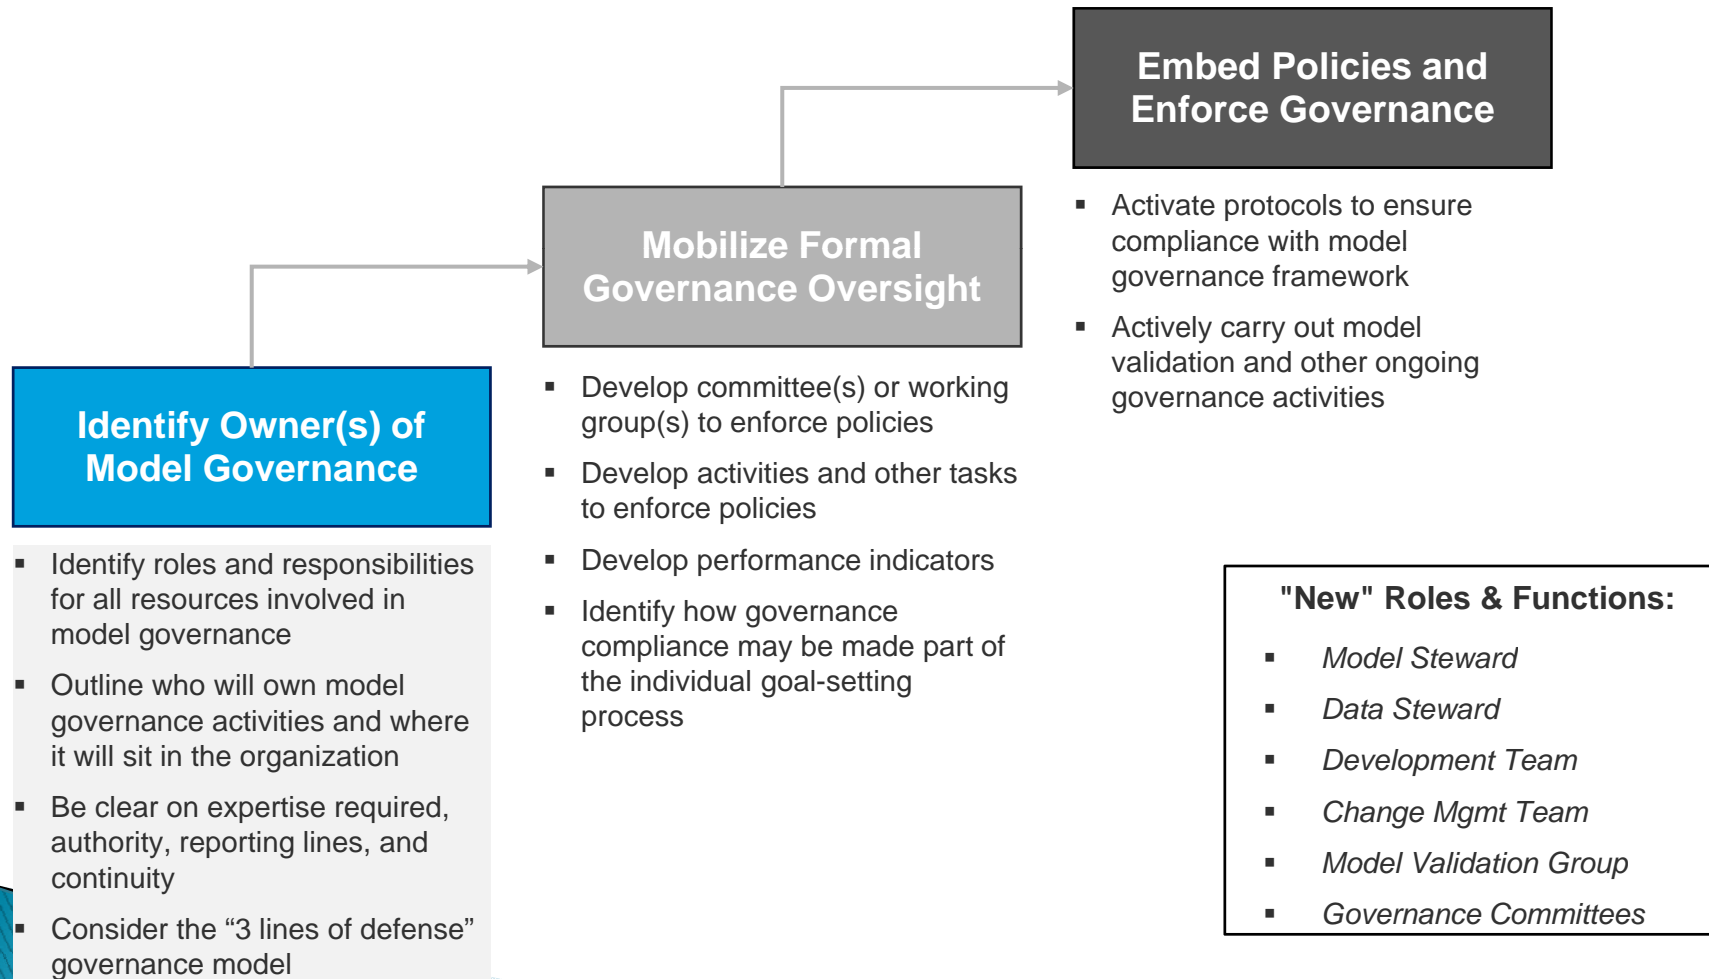 Embed Policies and
Enforce Governance
▪ Activate protocols to ensure
compliance with model
governance framework
▪ Actively carry out model
validation and other ongoing
governance activities
Mobilize Formal
Governance Oversight
▪ Develop committee(s) or working
group(s) to enforce policies
▪ Develop activities and other tasks
to enforce policies
▪ Develop performance indicators
▪ Identify how governance
compliance may be made part of
the individual goal-setting
process
Identify Owner(s) of
Model Governance
▪ Identify roles and responsibilities
for all resources involved in
model governance
▪ Outline who will own model
governance activities and where
it will sit in the organization
▪ Be clear on expertise required,
authority, reporting lines, and
continuity
▪ Consider the “3 lines of defense”
governance model
"New" Roles & Functions:
▪ Model Steward
▪ Data Steward
▪ Development Team
▪ Change Mgmt Team
▪ Model Validation Group
▪ Governance Committees